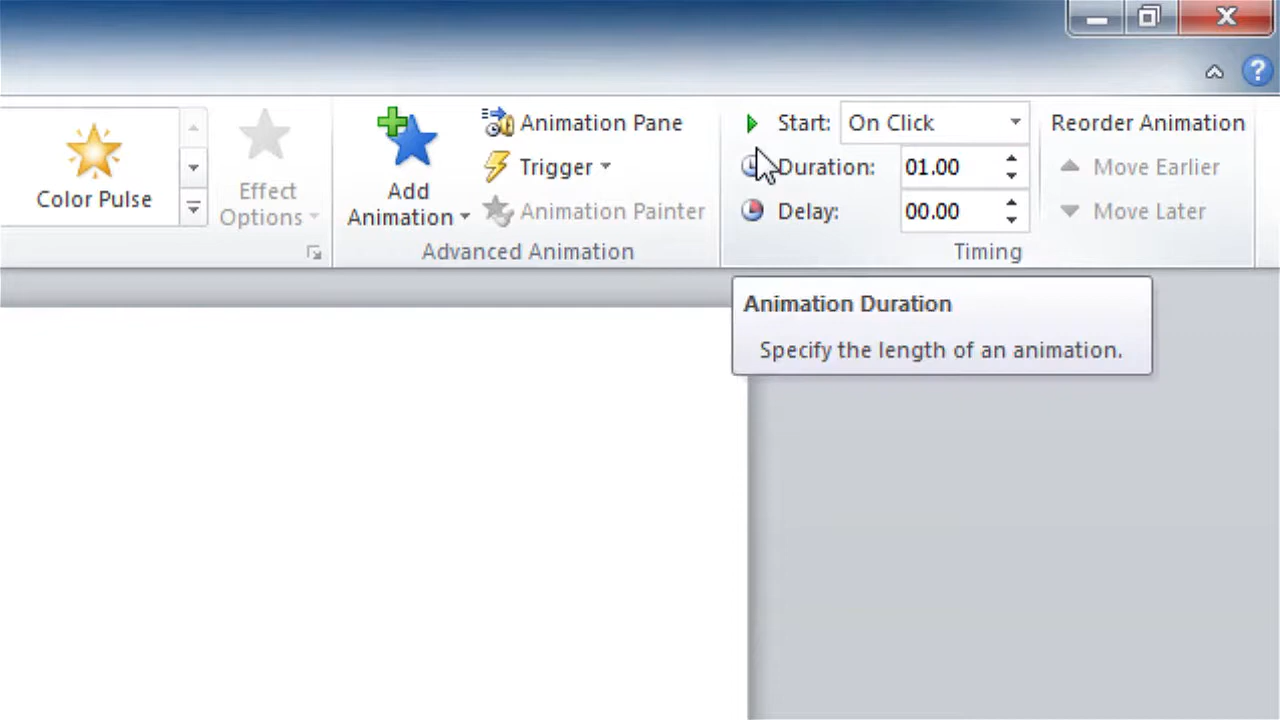 Color Pulse
Effect
Options
Add
Animation
Animation Pane
Trigger
Animation Painter
Advanced Animation
Start: On Click
Duration: 01.00
Delay: 00.00
Reorder Animation
Move Earlier
Move Later
Timing
Animation Duration
Specify the length of an animation.